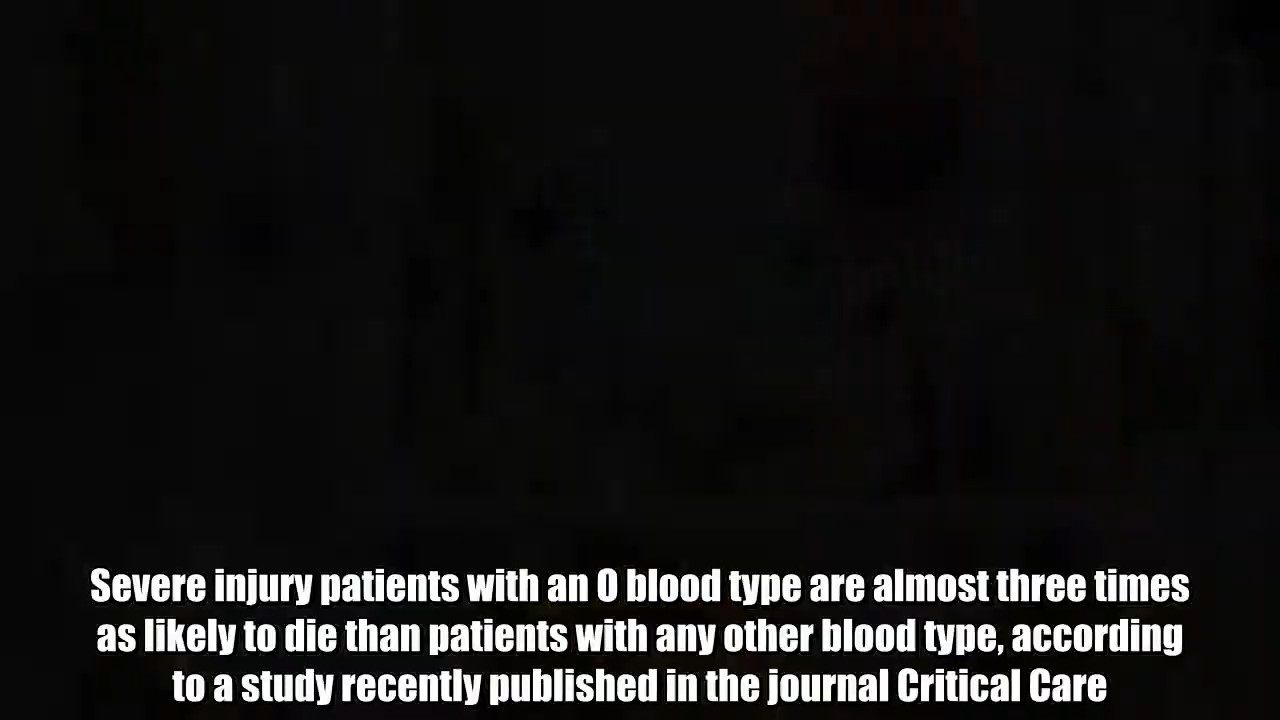 Severe injury patients with an O blood type are almost three times
as likely to die than patients with any other blood type, according
to a study recently published in the journal Critical Care